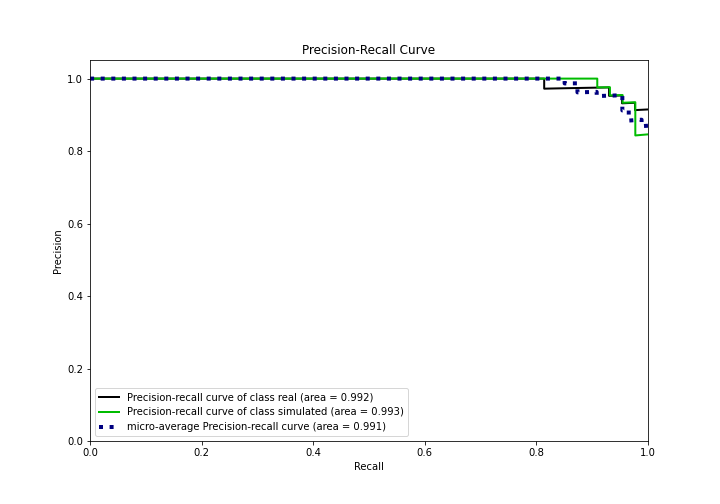 Precision-Recall Curve
1.0
0.8
0.6
0.4
0.2
0.0
Precision
Precision-recall curve of class real (area = 0.992)
Precision-recall curve of class simulated (area = 0.993)
micro-average Precision-recall curve (area = 0.991)
0.0 0.2 0.4 0.6 0.8 1.0
Recall